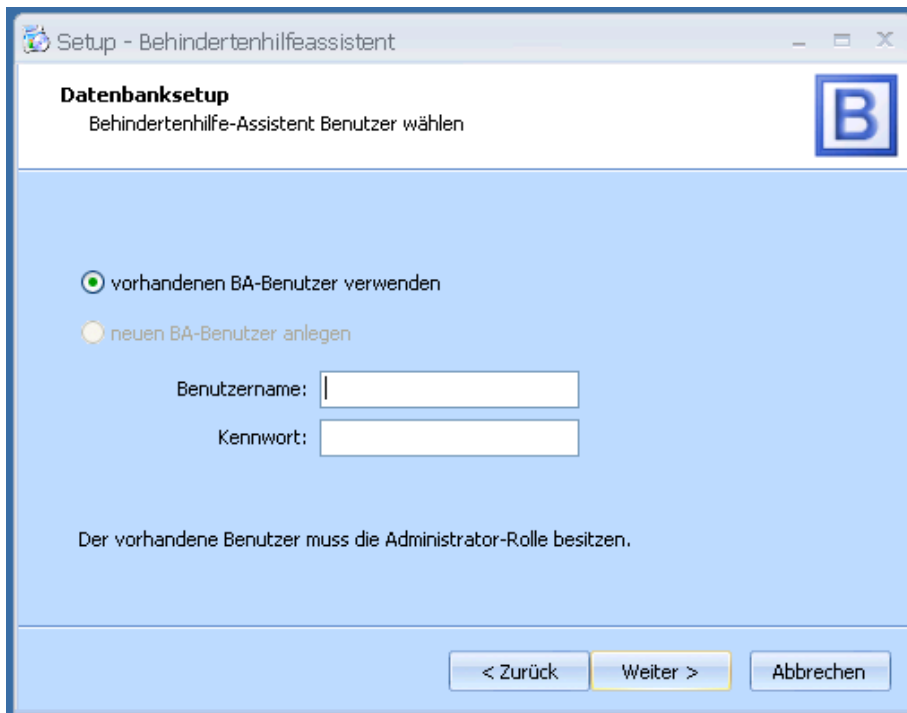 Setup - Behindertenhilfeassistent
Datenbanksetup
Behindertenhilfe-Assistent Benutzer wählen
B
vorhandenen BA-Benutzer verwenden
neuen BA-Benutzer anlegen
Benutzername:
Kennwort:
Der vorhandene Benutzer muss die Administrator-Rolle besitzen.
< Zurück Weiter > Abbrechen